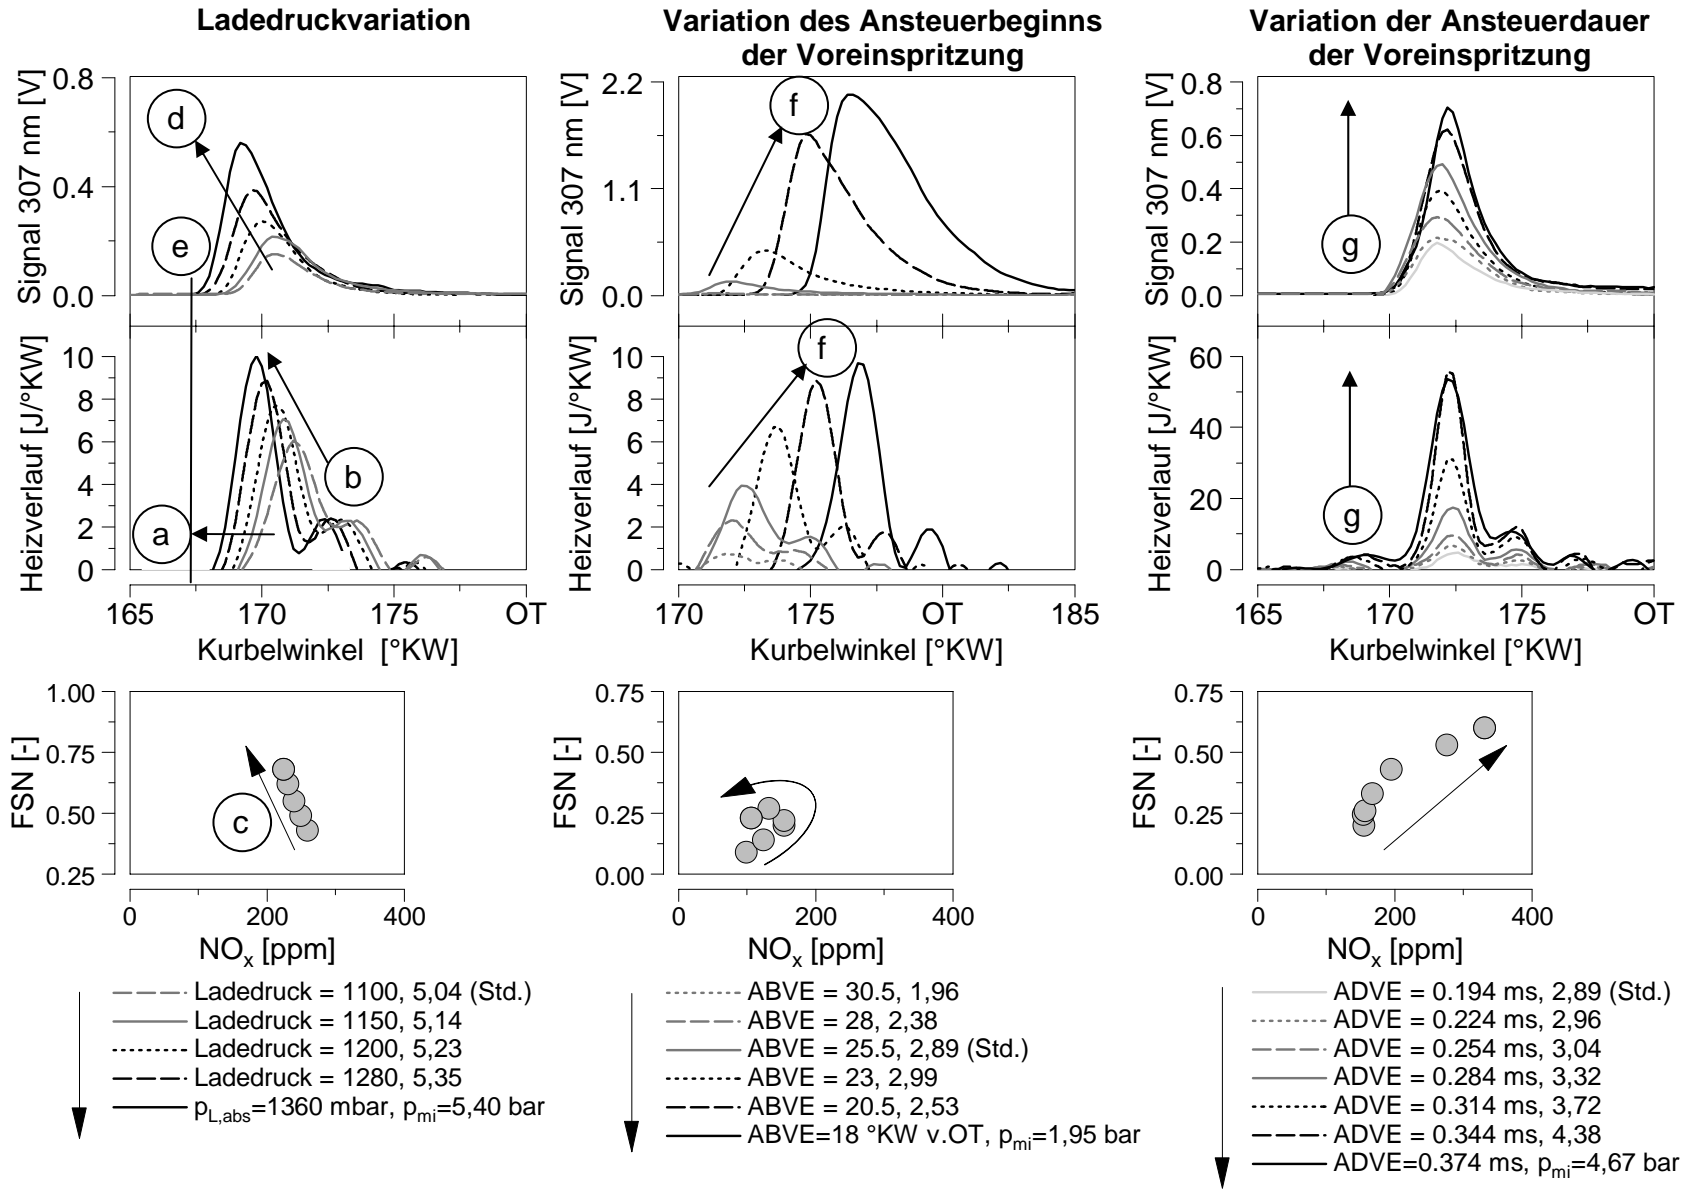 Ladedruckvariation
Variation des Ansteuerbeginns
der Voreinspritzung
Variation der Ansteuerdauer
der Voreinspritzung
Signal 307 nm [V]
0.8
0.4
0.0
d
e
Heizverlauf [J/°KW]
10
8
6
4
2
0
a
b
165
170
175
OT
Kurbelwinkel [°KW]
Signal 307 nm [V]
2.2
1.1
0.0
f
Heizverlauf [J/°KW]
10
8
6
4
2
0
f
170
175
OT
185
Kurbelwinkel [°KW]
Signal 307 nm [V]
0.8
0.6
0.4
0.2
0.0
g
Heizverlauf [J/°KW]
60
40
20
0
g
165
170
175
OT
Kurbelwinkel [°KW]
FSN [-]
1.00
0.75
0.50
0.25
c
0
200
400
NOx [ppm]
FSN [-]
0.75
0.50
0.25
0.00
0
200
400
NOx [ppm]
FSN [-]
0.75
0.50
0.25
0.00
0
200
400
NOx [ppm]
Ladedruck = 1100, 5,04 (Std.)
Ladedruck = 1150, 5,14
Ladedruck = 1200, 5,23
Ladedruck = 1280, 5,35
pL,abs=1360 mbar, pmi=5,40 bar
ABVE = 30.5, 1,96
ABVE = 28, 2,38
ABVE = 25.5, 2,89 (Std.)
ABVE = 23, 2,99
ABVE = 20.5, 2,53
ABVE=18 °KW v.OT, pmi=1,95 bar
ADVE = 0.194 ms, 2,89 (Std.)
ADVE = 0.224 ms, 2,96
ADVE = 0.254 ms, 3,04
ADVE = 0.284 ms, 3,32
ADVE = 0.314 ms, 3,72
ADVE = 0.344 ms, 4,38
ADVE=0.374 ms, pmi=4,67 bar